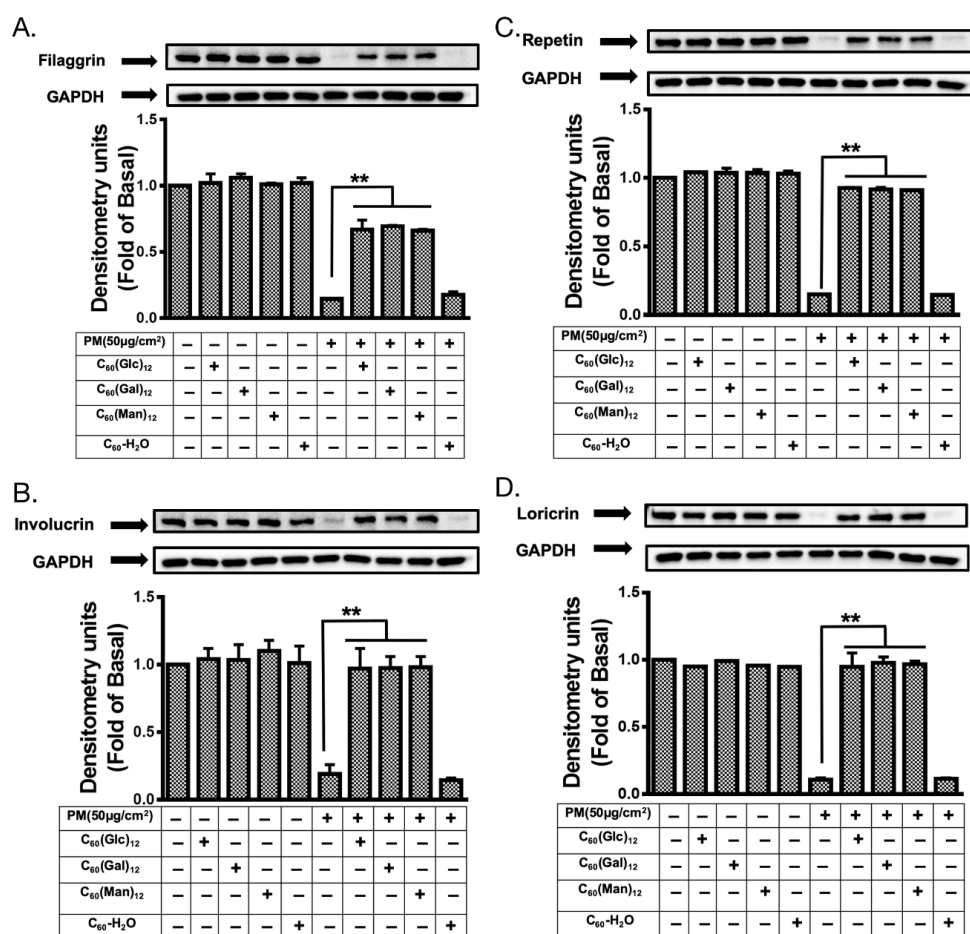 A.
Filaggrin
GAPDH
Densitometry units
(Fold of Basal)
1.5
1.0
0.5
0.0
**
PM(50µg/cm²) – – – – – + + + + +
C₆₀(Glc)₁₂ – + – – – – + – – –
C₆₀(Gal)₁₂ – – + – – – – + – –
C₆₀(Man)₁₂ – – – + – – – – + –
C₆₀-H₂O – – – – + – – – – +
B.
Involucrin
GAPDH
Densitometry units
(Fold of Basal)
1.5
1.0
0.5
0.0
**
PM(50µg/cm²) – – – – – + + + + +
C₆₀(Glc)₁₂ – + – – – – + – – –
C₆₀(Gal)₁₂ – – + – – – – + – –
C₆₀(Man)₁₂ – – – + – – – – + –
C₆₀-H₂O – – – – + – – – – +
C.
Repetin
GAPDH
Densitometry units
(Fold of Basal)
1.5
1.0
0.5
0.0
**
PM(50µg/cm²) – – – – – + + + + +
C₆₀(Glc)₁₂ – + – – – – + – – –
C₆₀(Gal)₁₂ – – + – – – – + – –
C₆₀(Man)₁₂ – – – + – – – – + –
C₆₀-H₂O – – – – + – – – – +
D.
Loricrin
GAPDH
Densitometry units
(Fold of Basal)
1.5
1.0
0.5
0.0
**
PM(50µg/cm²) – – – – – + + + + +
C₆₀(Glc)₁₂ – + – – – – + – – –
C₆₀(Gal)₁₂ – – + – – – – + – –
C₆₀(Man)₁₂ – – – + – – – – + –
C₆₀-H₂O – – – – + – – – – +